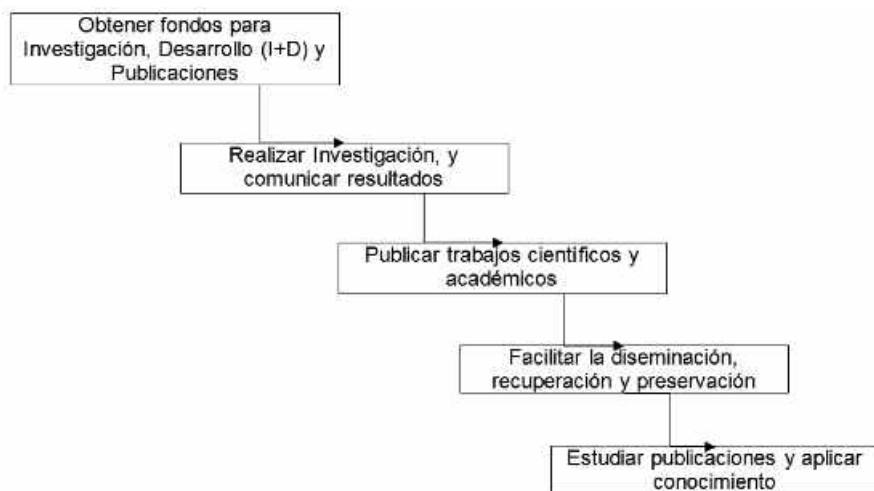 Obtener fondos para
Investigación, Desarrollo (I+D) y
Publicaciones
Realizar Investigación, y
comunicar resultados
Publicar trabajos científicos y
académicos
Facilitar la diseminación,
recuperación y preservación
Estudiar publicaciones y aplicar
conocimiento